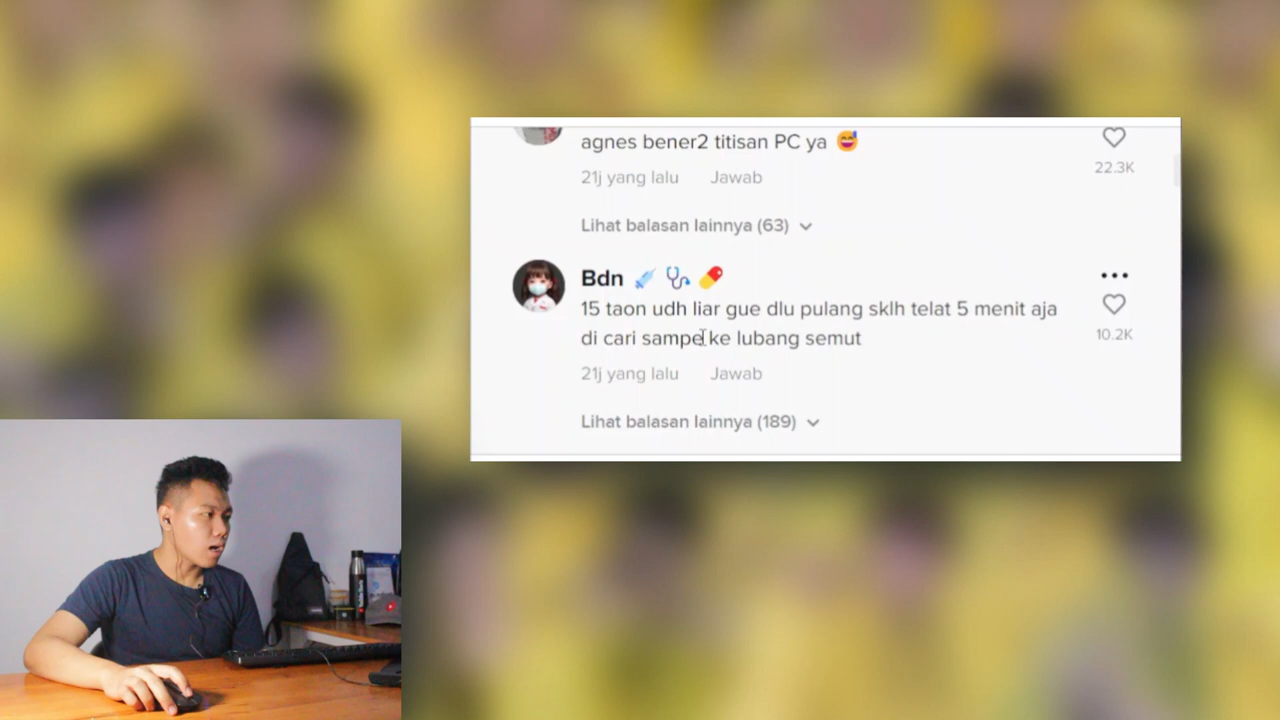 agnes bener2 titisan PC ya 😅
22.3K
21j yang lalu Jawab
Lihat balasan lainnya (63)
Bdn 💉 🩺 💊
15 taon udh liar gue dlu pulang sklh telat 5 menit aja
di cari sampe ke lubang semut
10.2K
21j yang lalu Jawab
Lihat balasan lainnya (189)